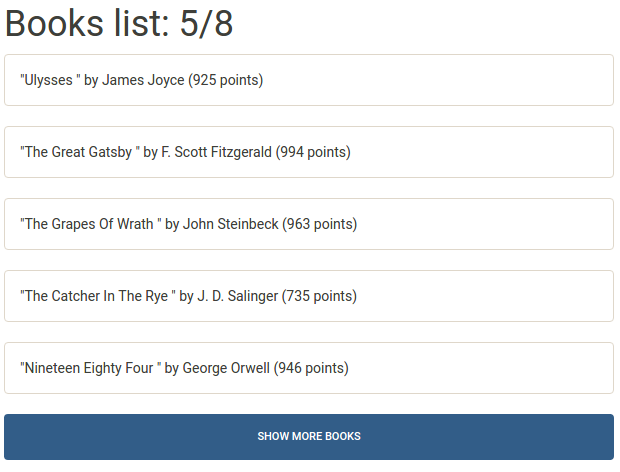 Books list: 5/8
"Ulysses " by James Joyce (925 points)
"The Great Gatsby " by F. Scott Fitzgerald (994 points)
"The Grapes Of Wrath " by John Steinbeck (963 points)
"The Catcher In The Rye " by J. D. Salinger (735 points)
"Nineteen Eighty Four " by George Orwell (946 points)
SHOW MORE BOOKS